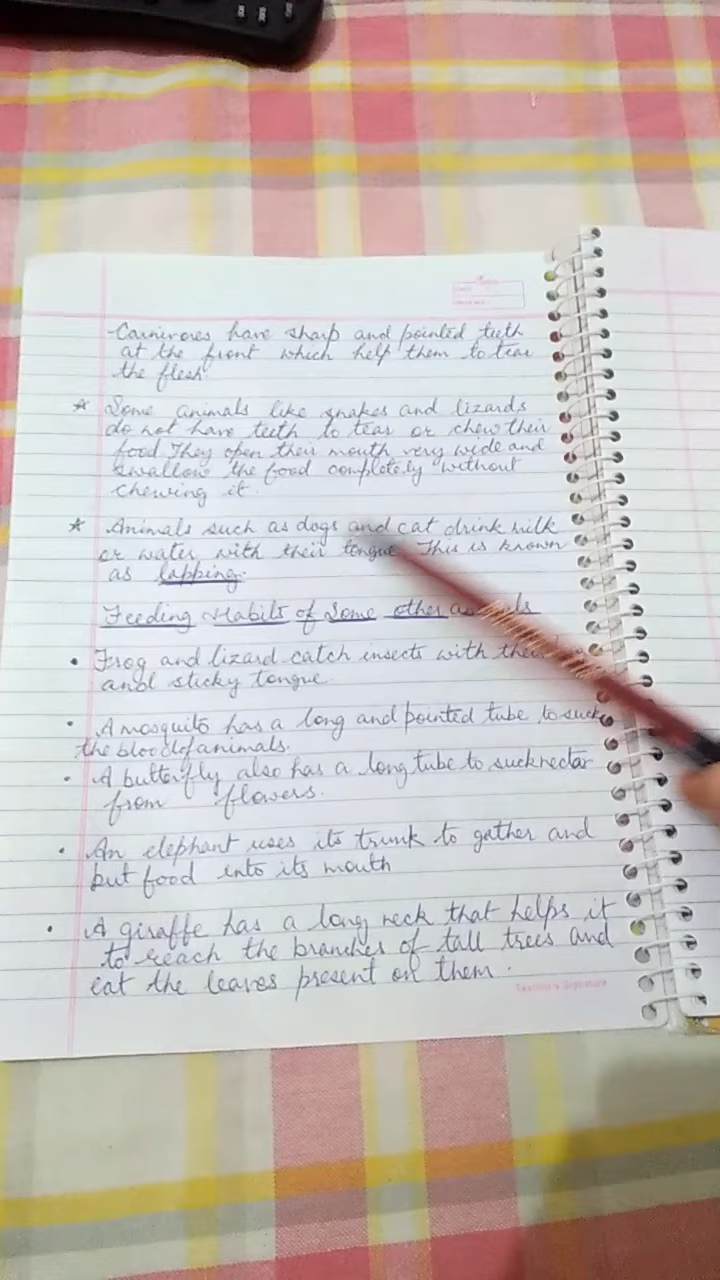 Carnivores have sharp and pointed teeth
at the front which help them to tear
the flesh.
* Some animals like snakes and lizards
do not have teeth to tear or chew their
food. They open their mouth very wide and
swallow the food completely without
chewing it.
* Animals such as dogs and cat drink milk
or water with their tongue. This is known
as lapping.
Feeding Habits of Some other
• Frog and lizard catch insects with
and sticky tongue
• A mosquito has a long and pointed tube to suck
the blood of animals.
• A butterfly also has a long tube to suck nectar
from flowers.
• An elephant uses its trunk to gather and
but food into its mouth
• A giraffe has a long neck that helps it
to reach the branches of tall trees and
eat the leaves present on them.
Teacher's Signature